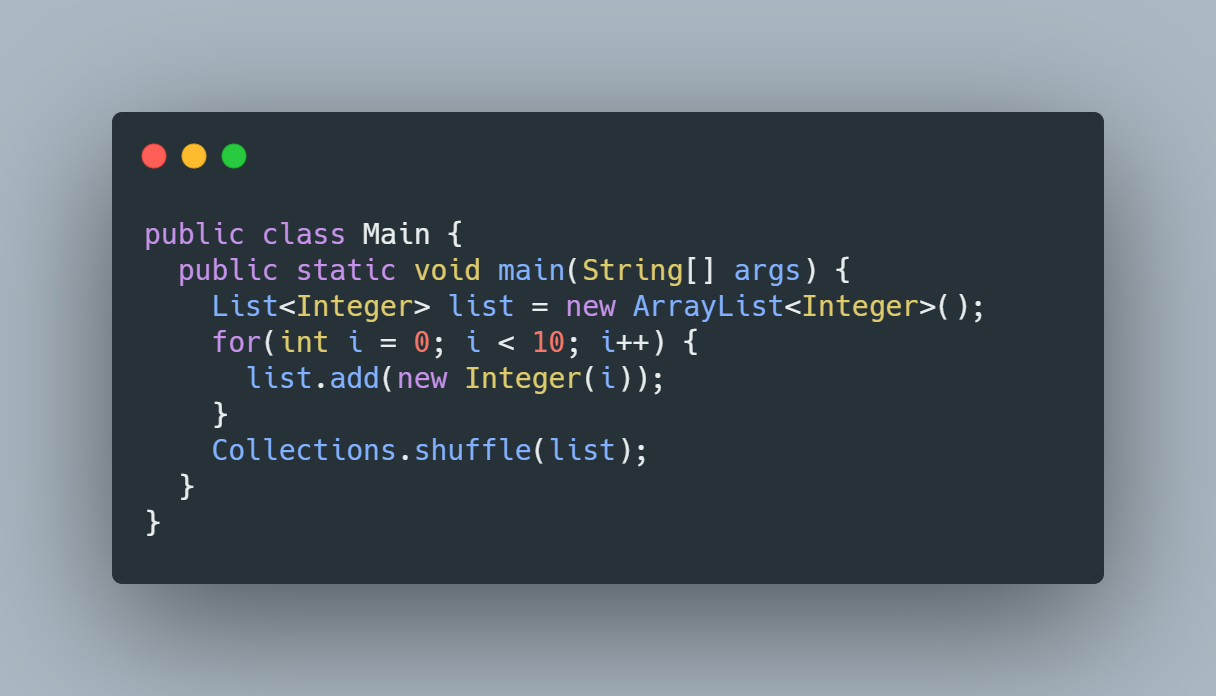 public class Main {
  public static void main(String[] args) {
    List<Integer> list = new ArrayList<Integer>();
    for(int i = 0; i < 10; i++) {
      list.add(new Integer(i));
    }
    Collections.shuffle(list);
  }
}